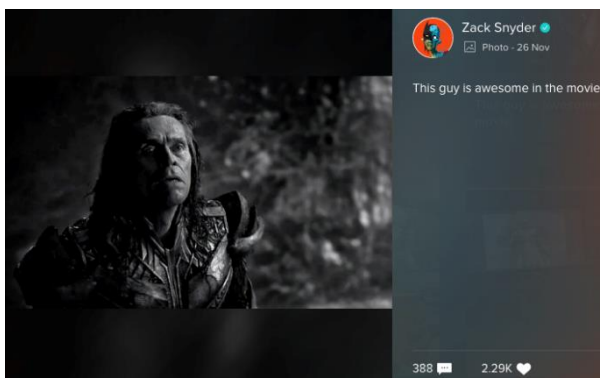 Zack Snyder
Photo - 26 Nov
This guy is awesome in the movie
388
2.29K